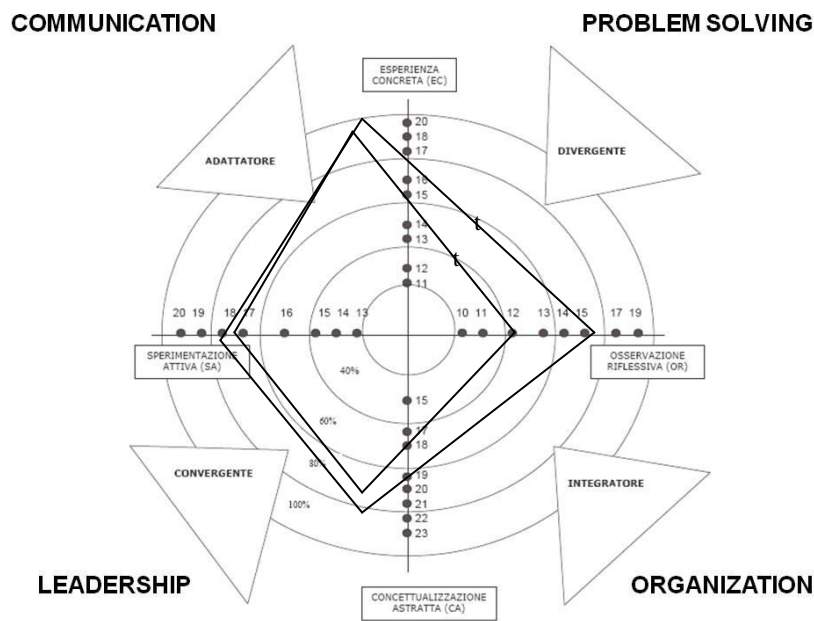 COMMUNICATION
PROBLEM SOLVING
ESPERIENZA
CONCRETA (EC)
20
18
17
ADATTATORE
DIVERGENTE
16
15
14
t
13
t
12
11
20 19 18 17 16 15 14 13 10 11 12 13 14 15 17 19
SPERIMENTAZIONE
ATTIVA (SA)
OSSERVAZIONE
RIFLESSIVA (OR)
40%
15
60%
17
18
80%
CONVERGENTE
19
INTEGRATORE
20
100%
21
22
23
LEADERSHIP
ORGANIZATION
CONCETTUALIZZAZIONE
ASTRATTA (CA)